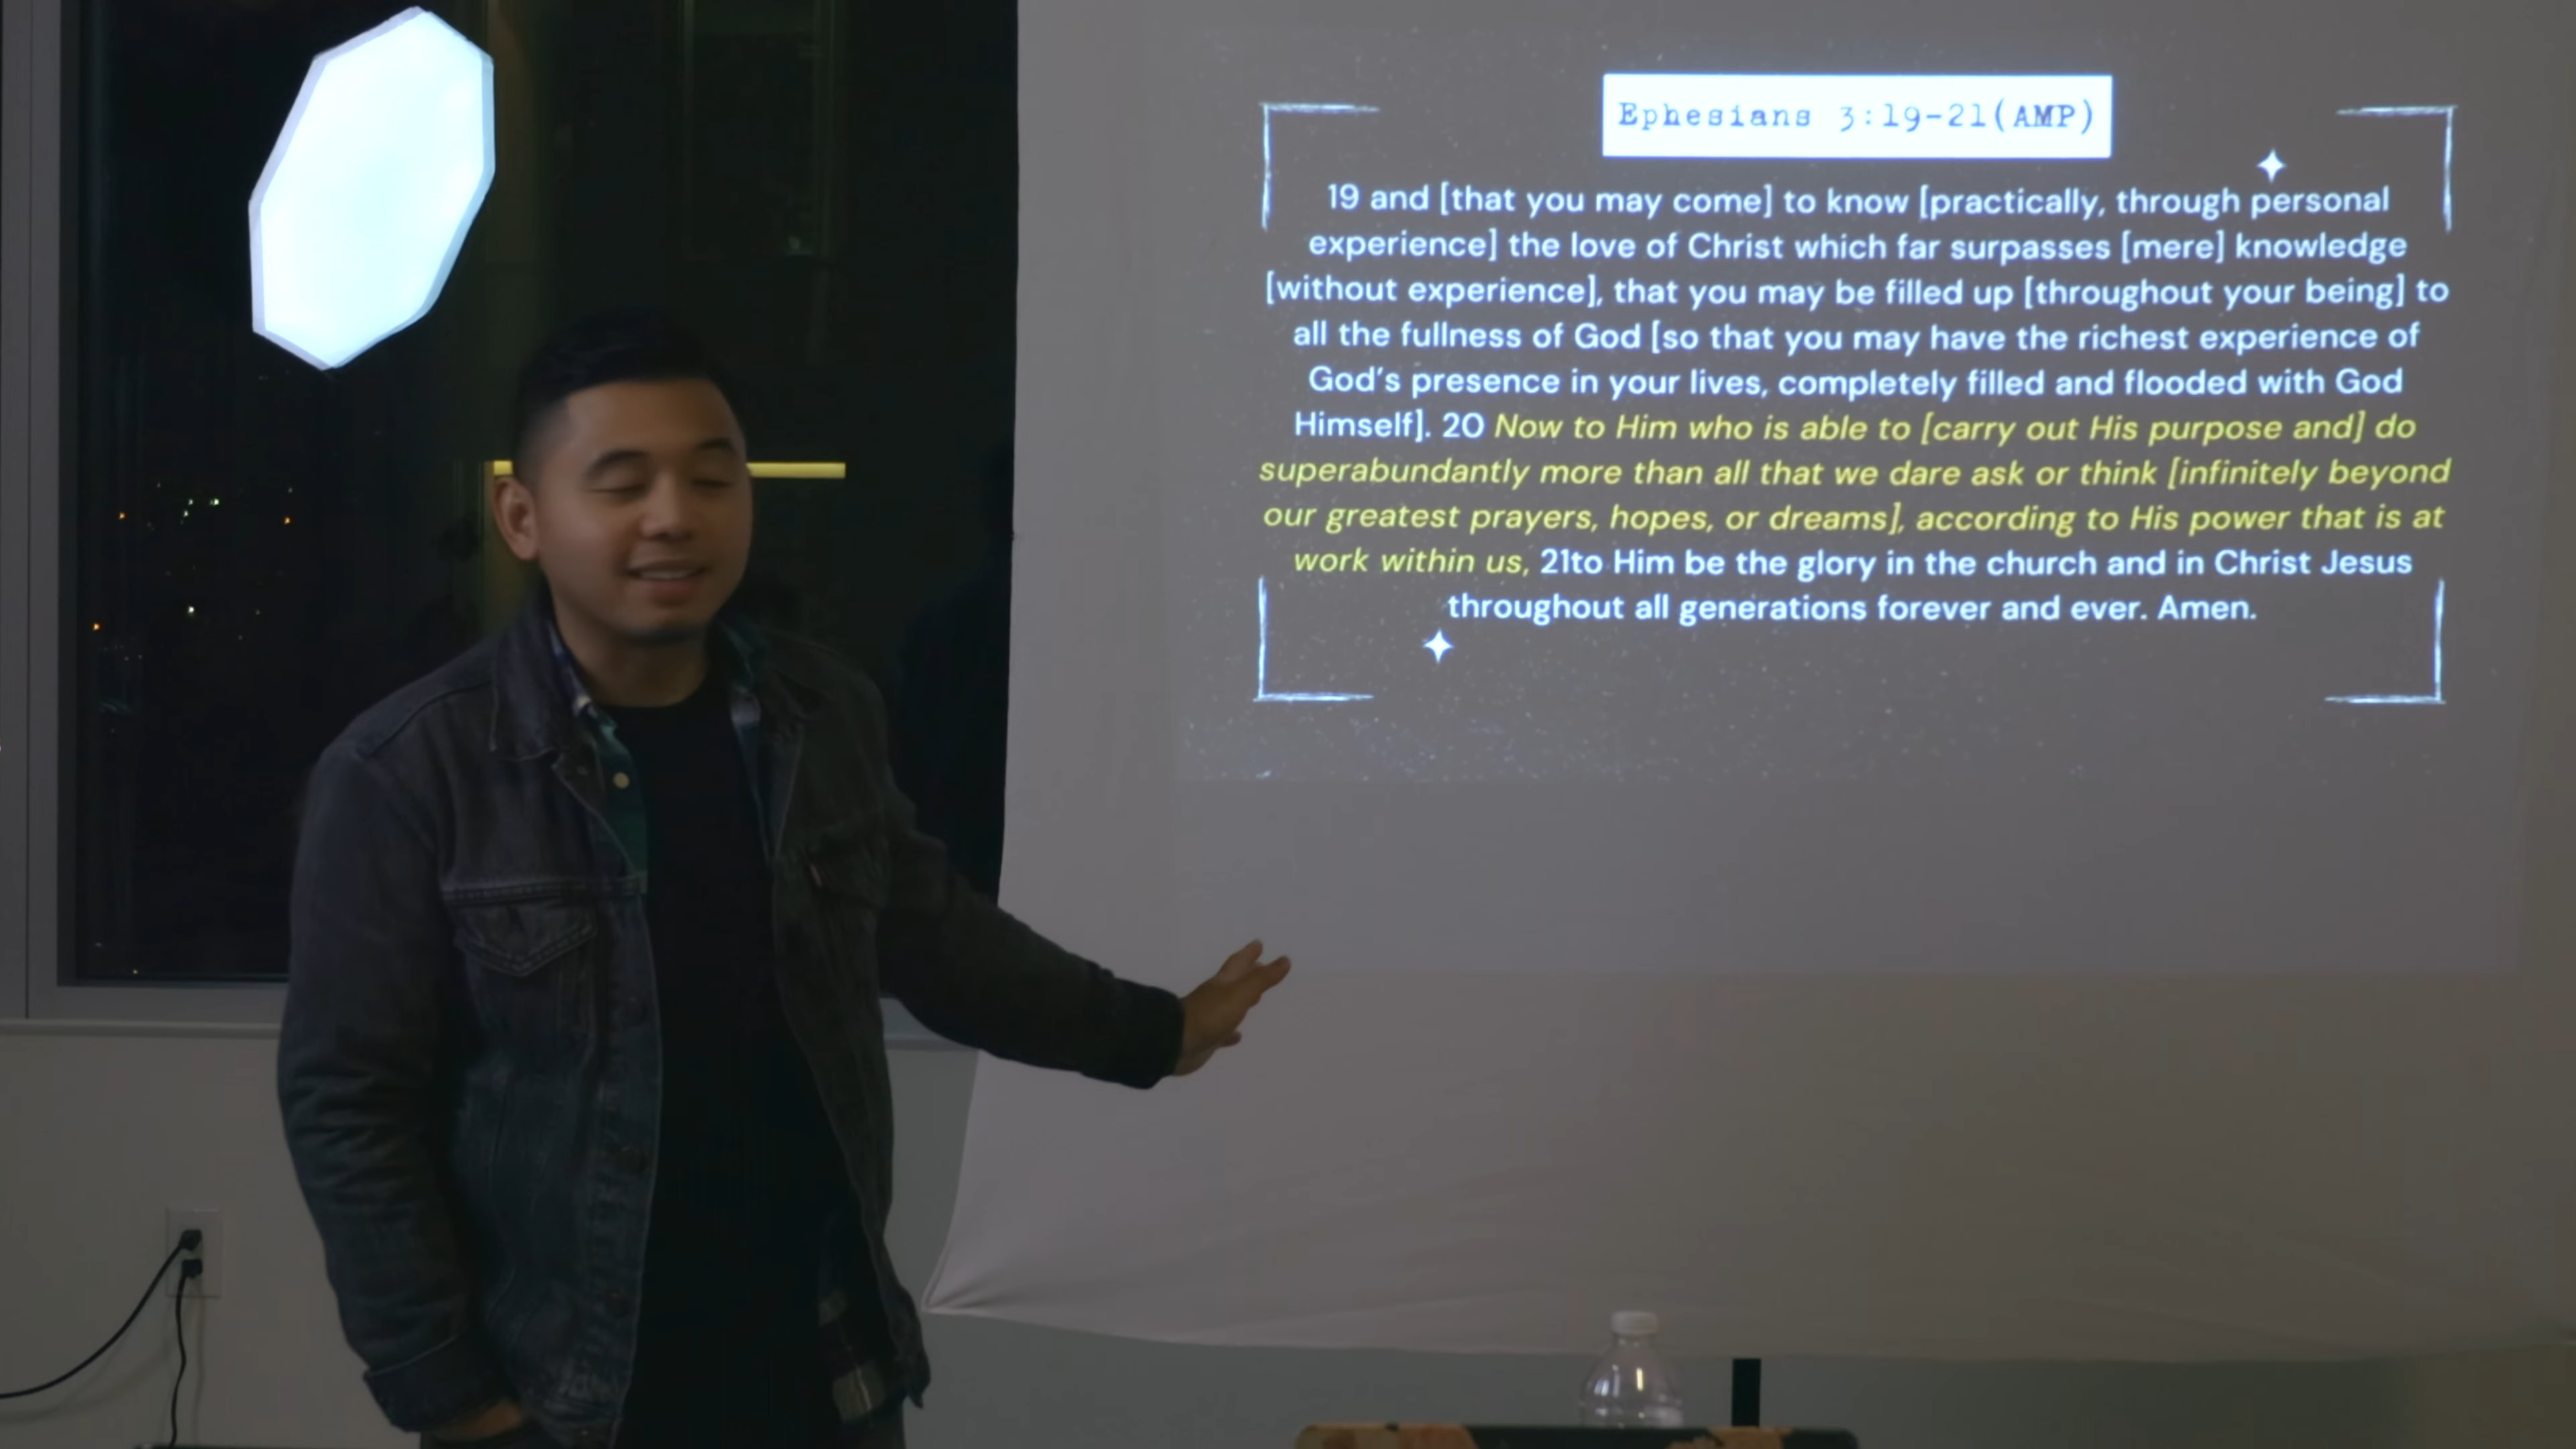 Ephesians 3:19-21(AMP)
19 and [that you may come] to know [practically, through personal
experience] the love of Christ which far surpasses [mere] knowledge
[without experience], that you may be filled up [throughout your being] to
all the fullness of God [so that you may have the richest experience of
God's presence in your lives, completely filled and flooded with God
Himself]. 20 Now to Him who is able to [carry out His purpose and] do
superabundantly more than all that we dare ask or think [infinitely beyond
our greatest prayers, hopes, or dreams], according to His power that is at
work within us, 21to Him be the glory in the church and in Christ Jesus
throughout all generations forever and ever. Amen.